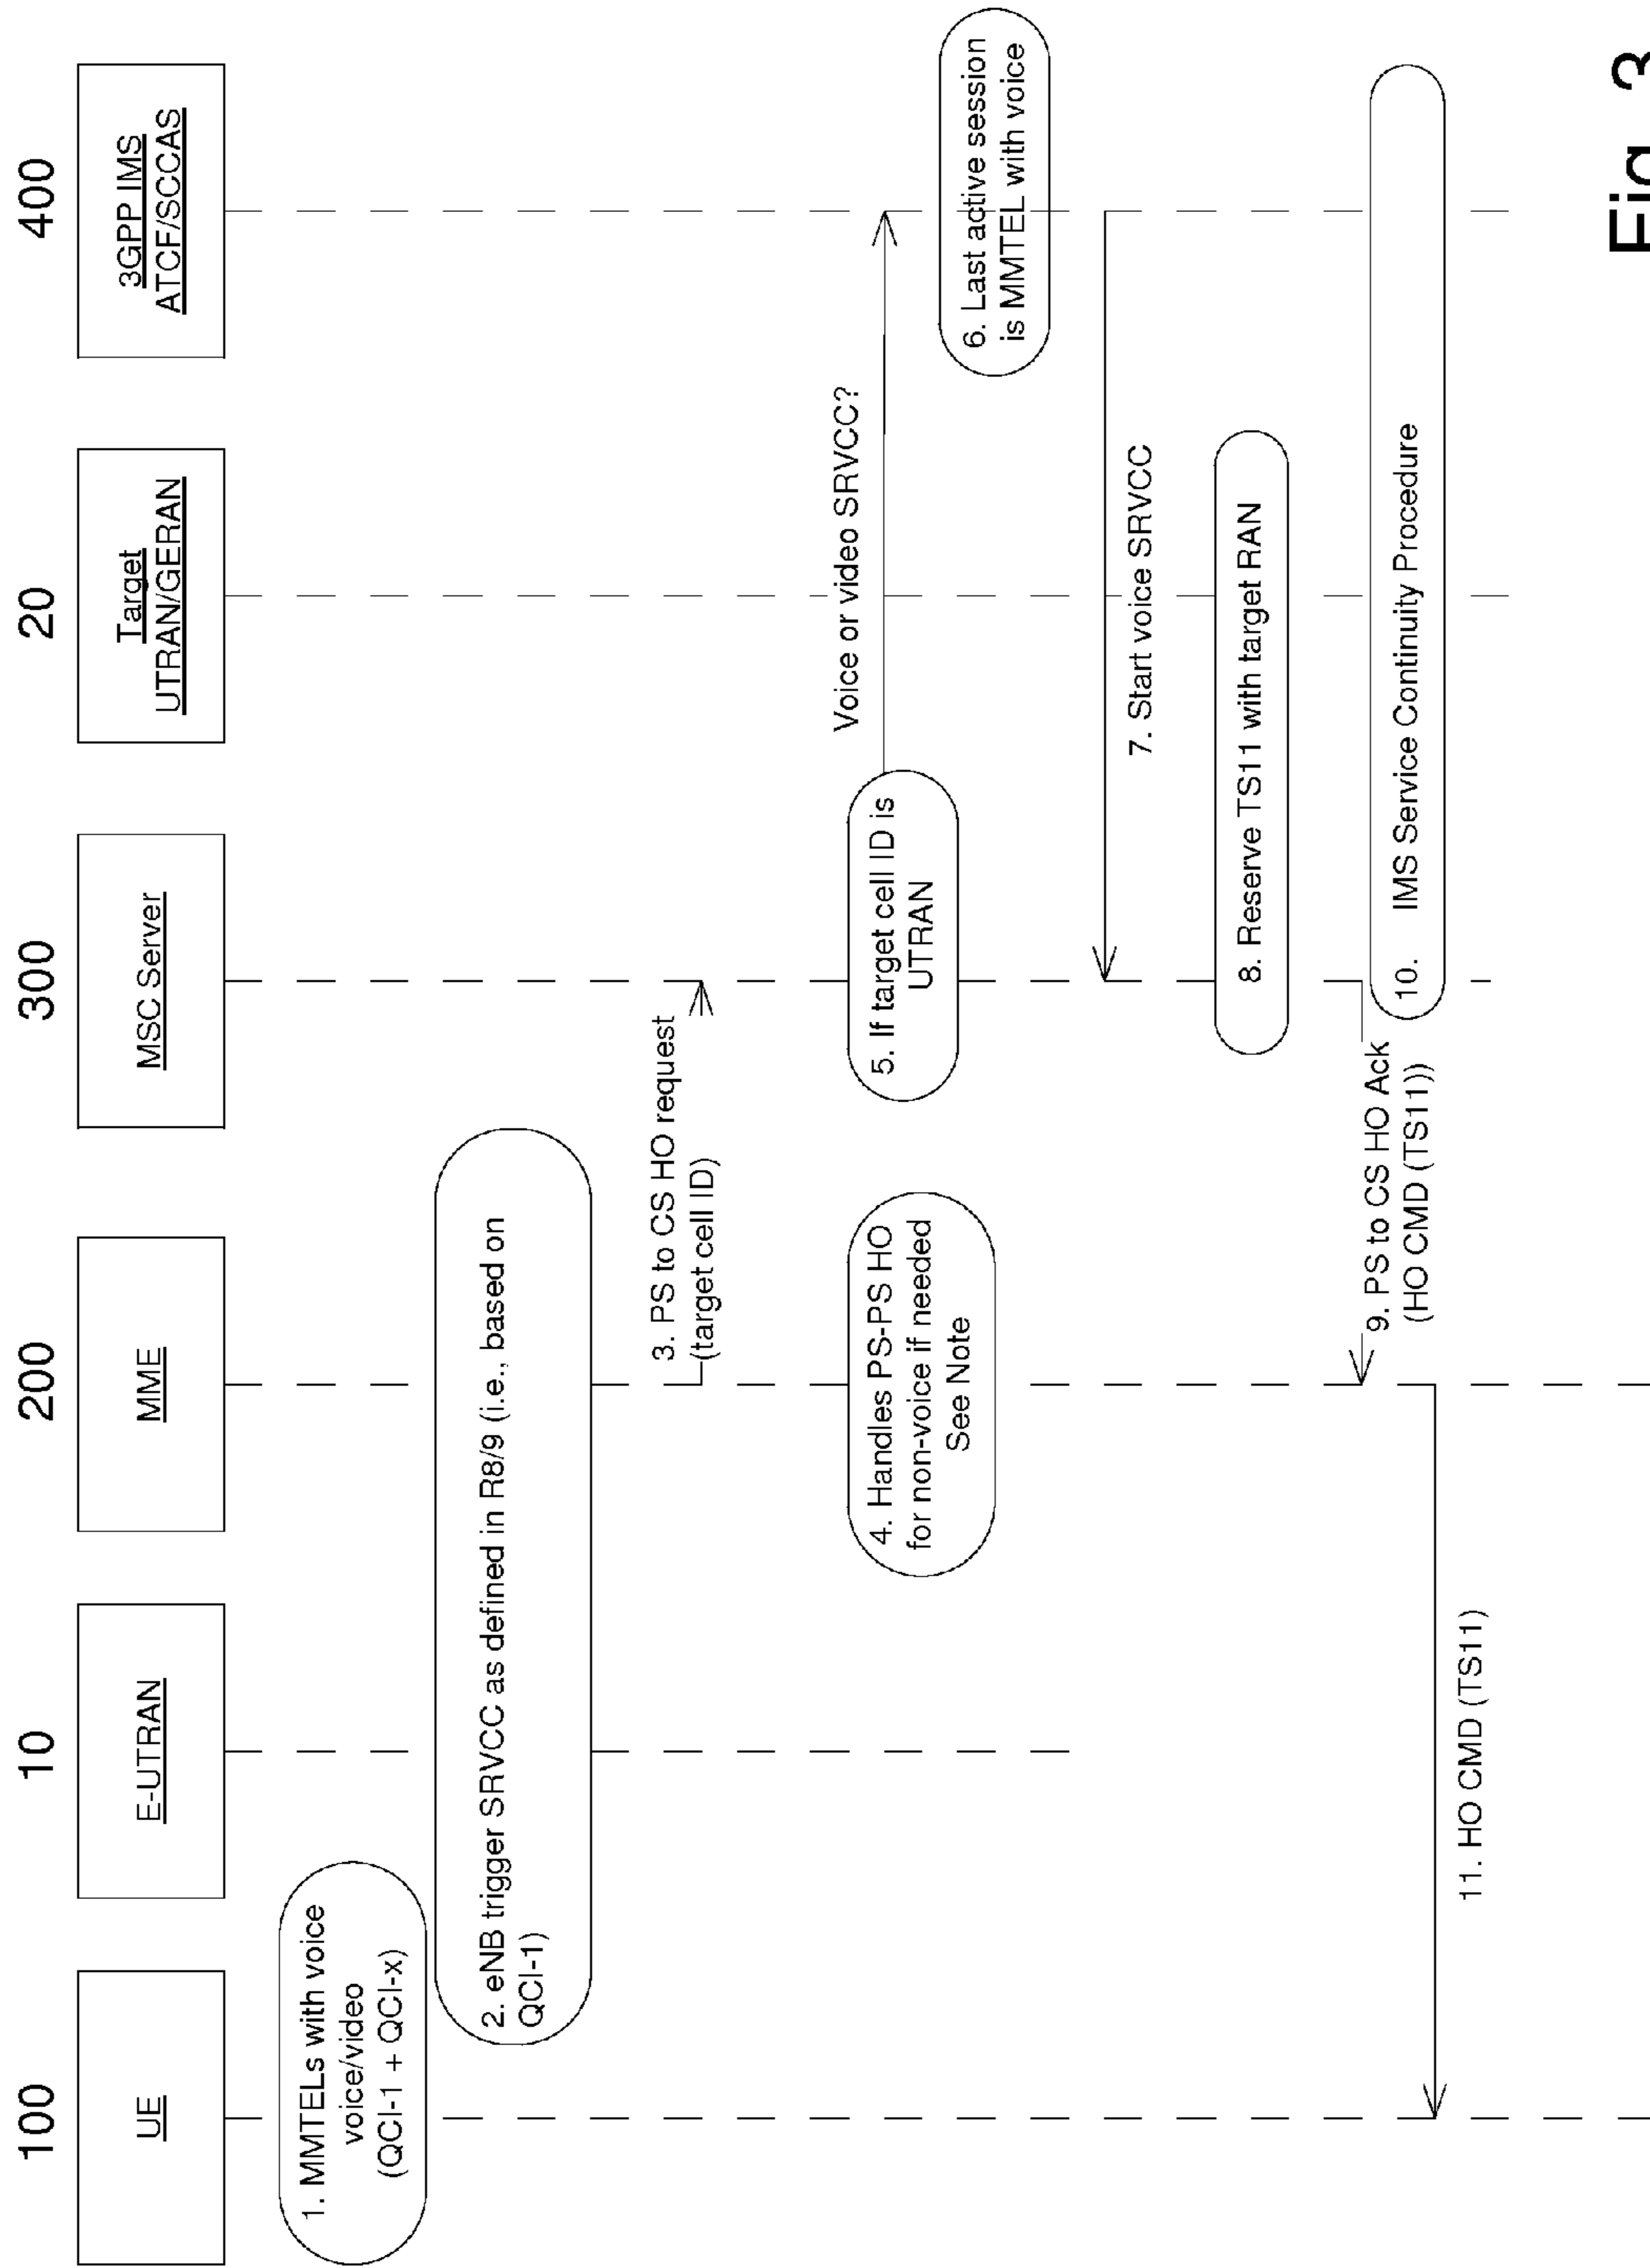 100
10
200
300
20
400
UE
E-UTRAN
MME
MSC Server
Target
UTRAN/GERAN
3GPP IMS
ATCF/SCCAS
1. MMTELs with voice
voice/video
(QCI-1 + QCI-x)
2. eNB trigger SRVCC as defined in R8/9 (i.e., based on
QCI-1)
3. PS to CS HO request
(target cell ID)
4. Handles PS-PS HO
for non-voice if needed
See Note
5. If target cell ID is
UTRAN
Voice or video SRVCC?
6. Last active session
is MMTEL with voice
7. Start voice SRVCC
8. Reserve TS11 with target RAN
9. PS to CS HO Ack
(HO CMD (TS11))
10. IMS Service Continuity Procedure
11. HO CMD (TS11)
Fig. 3